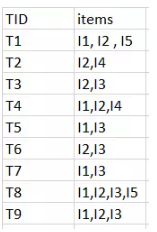 TID items
T1 I1, I2 , I5
T2 I2,I4
T3 I2,I3
T4 I1,I2,I4
T5 I1,I3
T6 I2,I3
T7 I1,I3
T8 I1,I2,I3,I5
T9 I1,I2,I3